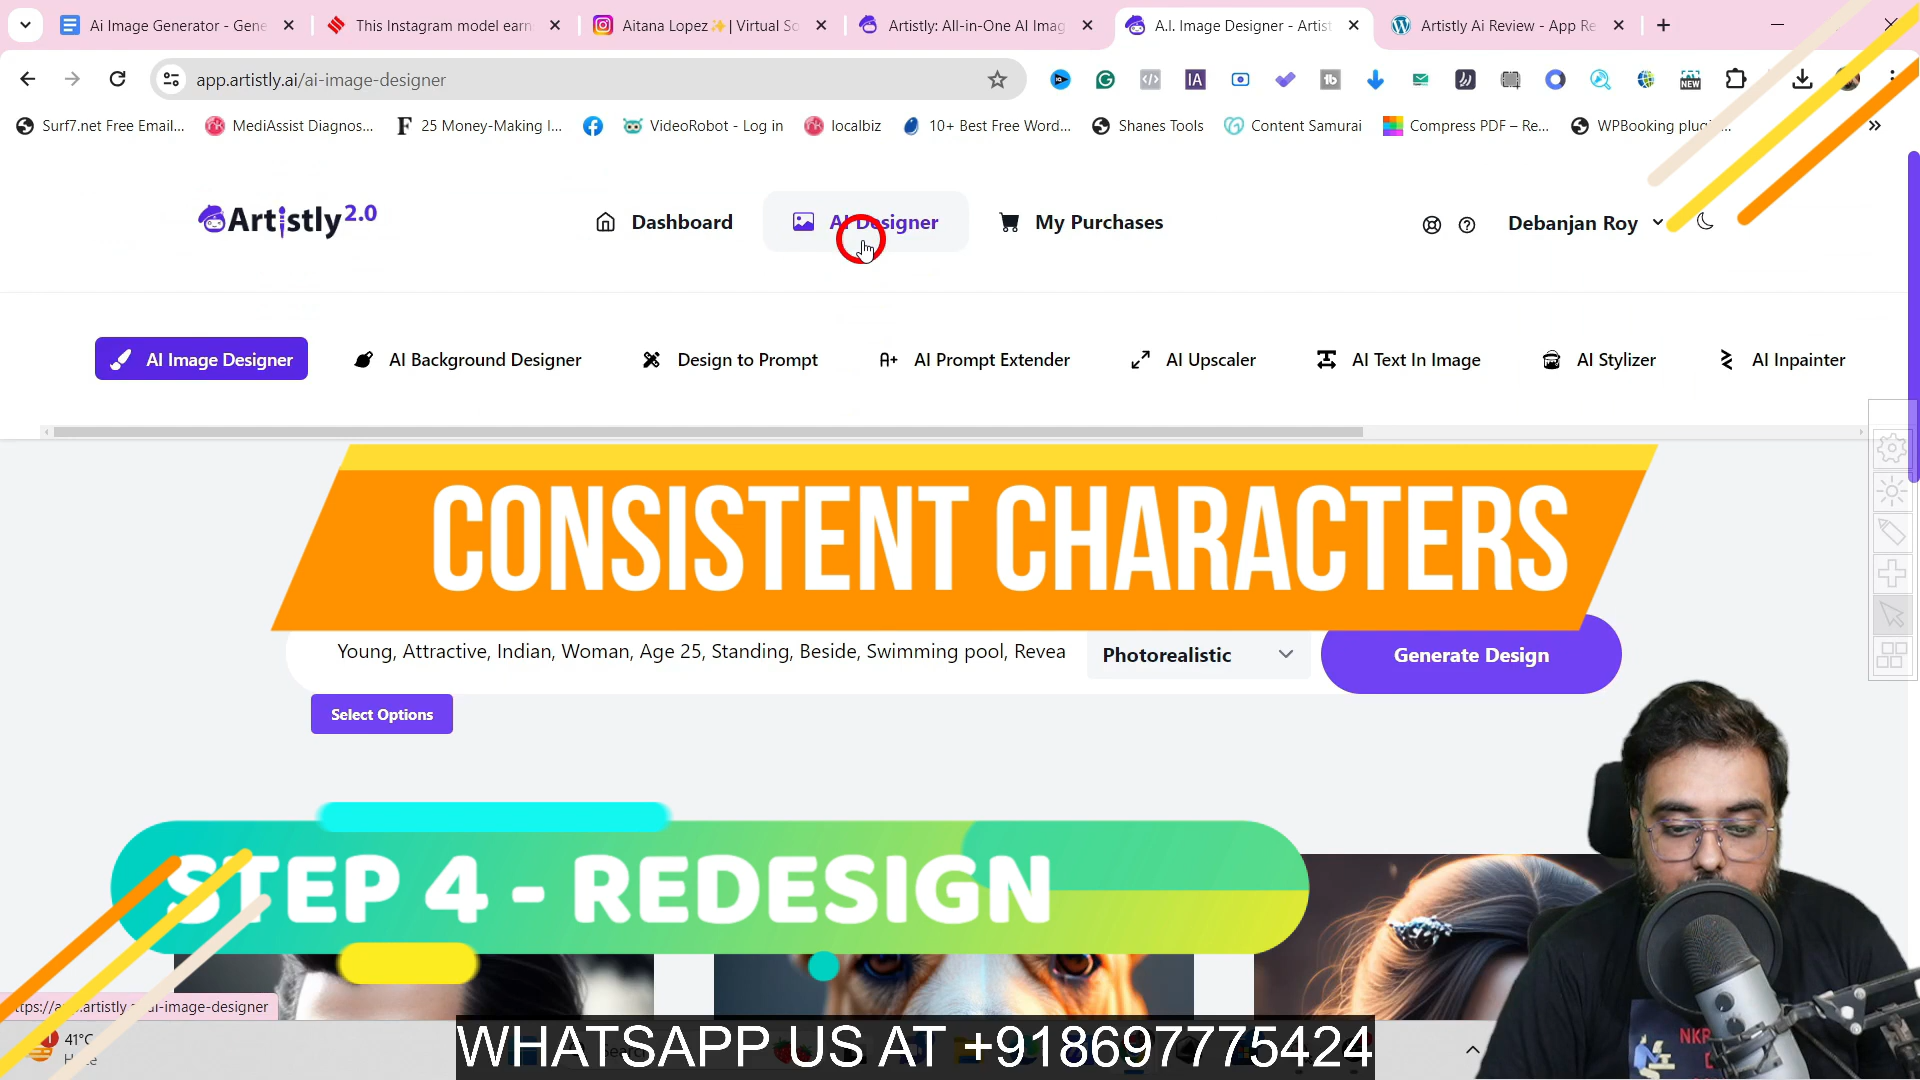 Ai Image Generator - Gene
This Instagram model earn
Aitana Lopez✨ | Virtual So
Artistly: All-in-One AI Imag
A.I. Image Designer - Artist
Artistly Ai Review - App Re
app.artistly.ai/ai-image-designer
Surf7.net Free Email...
MediAssist Diagnos...
25 Money-Making I...
VideoRobot - Log in
localbiz
10+ Best Free Word...
Shanes Tools
Content Samurai
Compress PDF – Re...
WPBooking plugi...
Artistly 2.0
Dashboard
AI Designer
My Purchases
Debanjan Roy
AI Image Designer
AI Background Designer
Design to Prompt
A+ AI Prompt Extender
AI Upscaler
AI Text In Image
AI Stylizer
AI Inpainter
CONSISTENT CHARACTERS
Young, Attractive, Indian, Woman, Age 25, Standing, Beside, Swimming pool, Revea
Photorealistic
Generate Design
Select Options
STEP 4 - REDESIGN
41°C
WHATSAPP US AT +918697775424